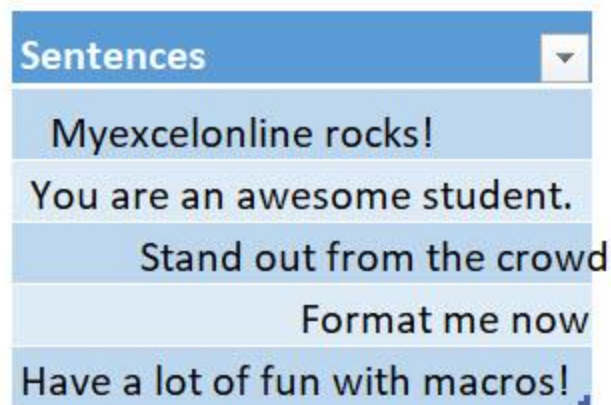 Sentences
Myexcelonline rocks!
You are an awesome student.
Stand out from the crowd
Format me now
Have a lot of fun with macros!